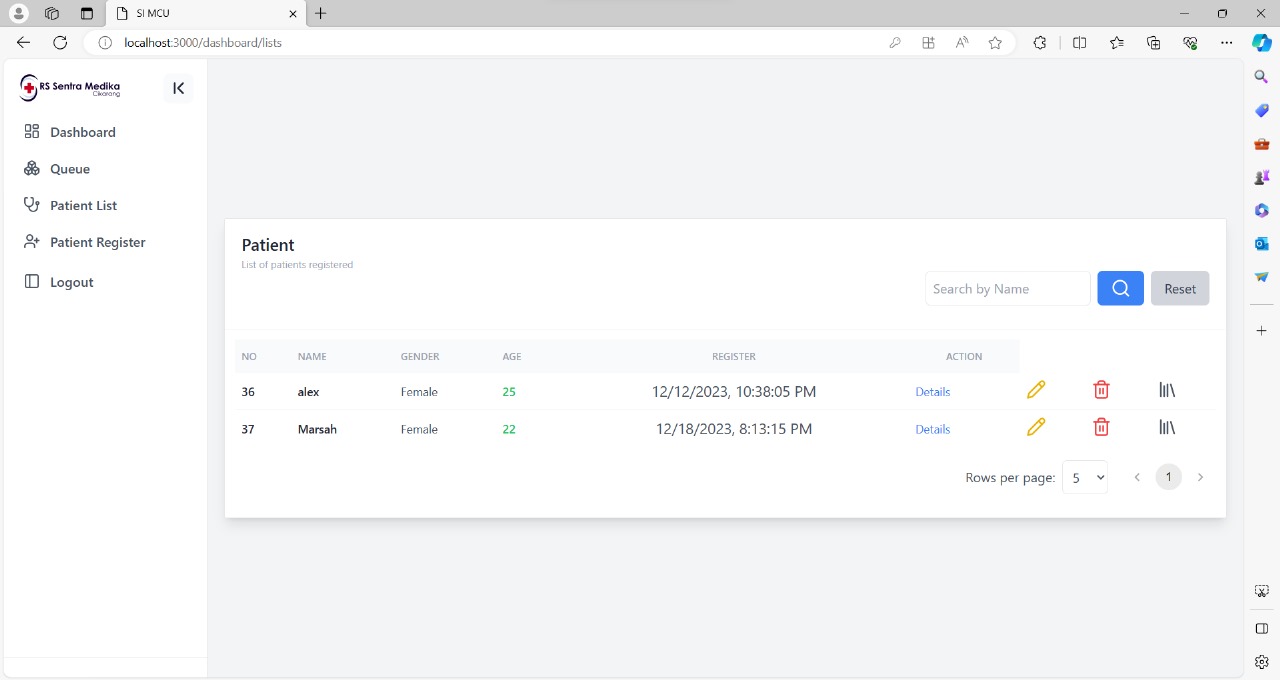 SI MCU
localhost:3000/dashboard/lists
RS Sentra Medika
Cikarang
Dashboard
Queue
Patient List
Patient Register
Logout
Patient
List of patients registered
Search by Name
Reset
NO NAME GENDER AGE REGISTER ACTION
36 alex Female 25 12/12/2023, 10:38:05 PM Details
37 Marsah Female 22 12/18/2023, 8:13:15 PM Details
Rows per page: 5 1